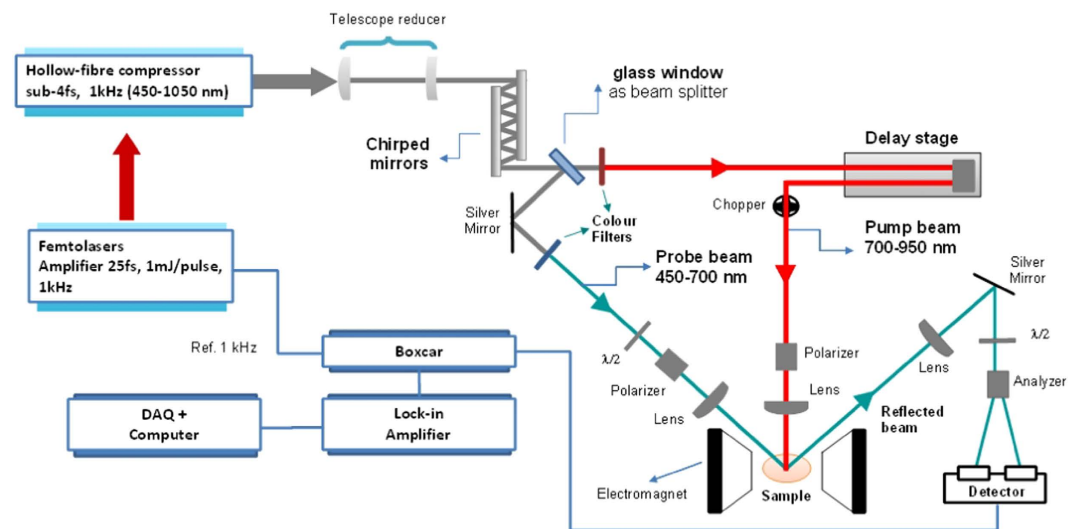 Telescope reducer
Hollow-fibre compressor
sub-4fs, 1kHz (450-1050 nm)
glass window
as beam splitter
Chirped
mirrors
Delay stage
Silver
Mirror
Colour
Filters
Chopper
Pump beam
700-950 nm
Femtolasers
Amplifier 25fs, 1mJ/pulse,
1kHz
Probe beam
450-700 nm
Silver
Mirror
Ref. 1 kHz
Boxcar
λ/2
Polarizer
Polarizer
Lens
Lens
λ/2
Lens
Analyzer
Reflected
beam
DAQ +
Computer
Lock-in
Amplifier
Electromagnet
Sample
Detector